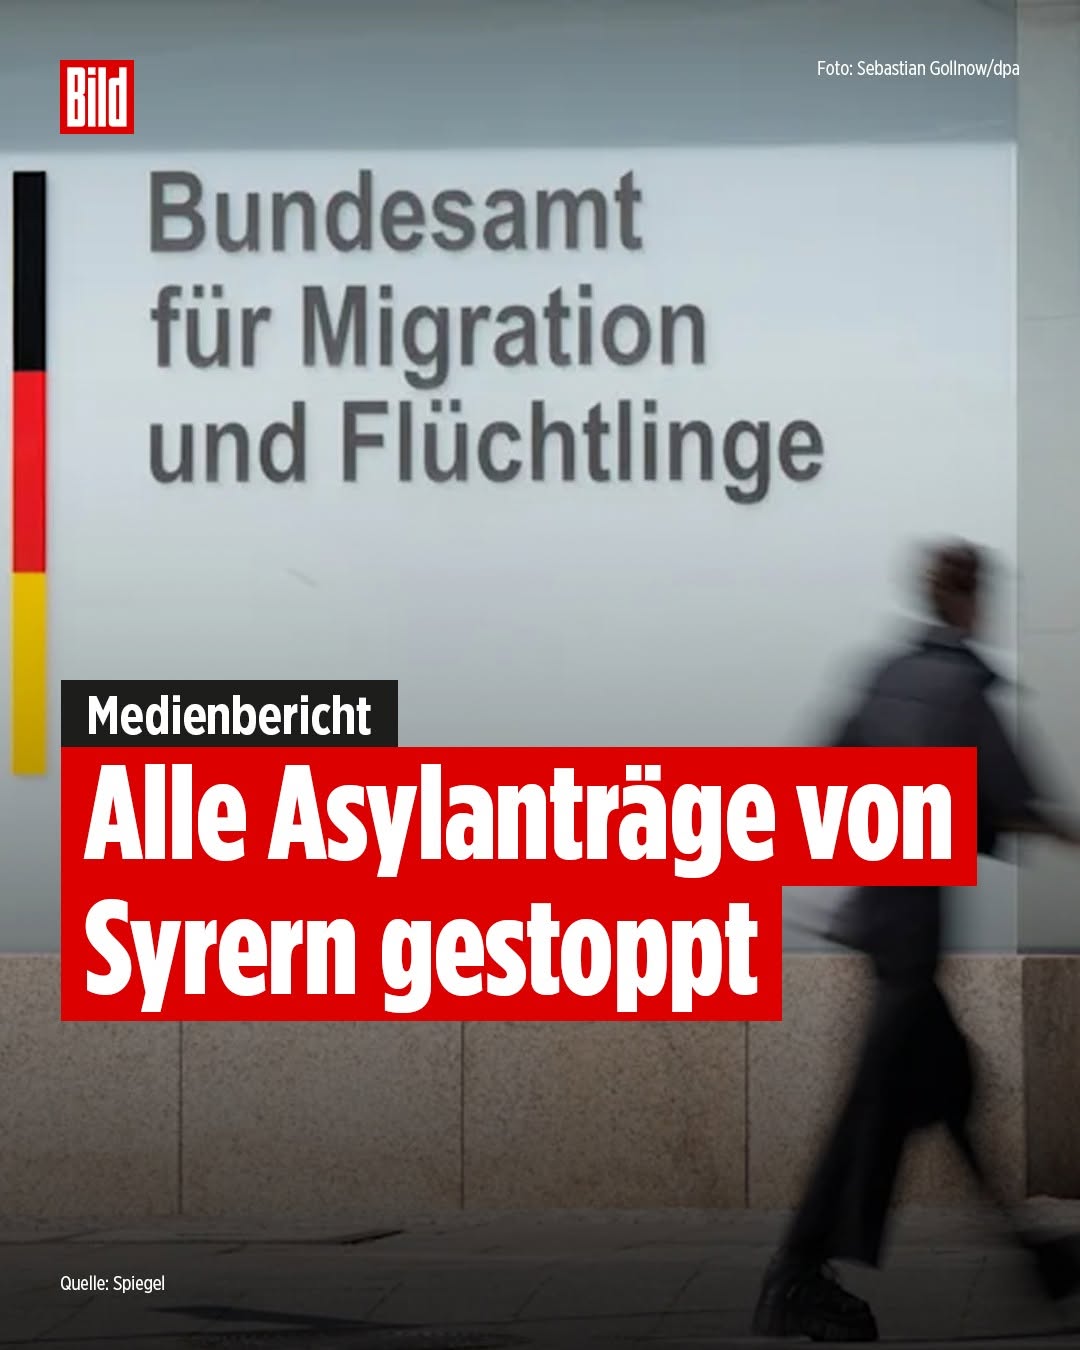 Bild
Foto: Sebastian Gollnow/dpa
Bundesamt
für Migration
und Flüchtlinge
Medienbericht
Alle Asylanträge von
Syrern gestoppt
Quelle: Spiegel